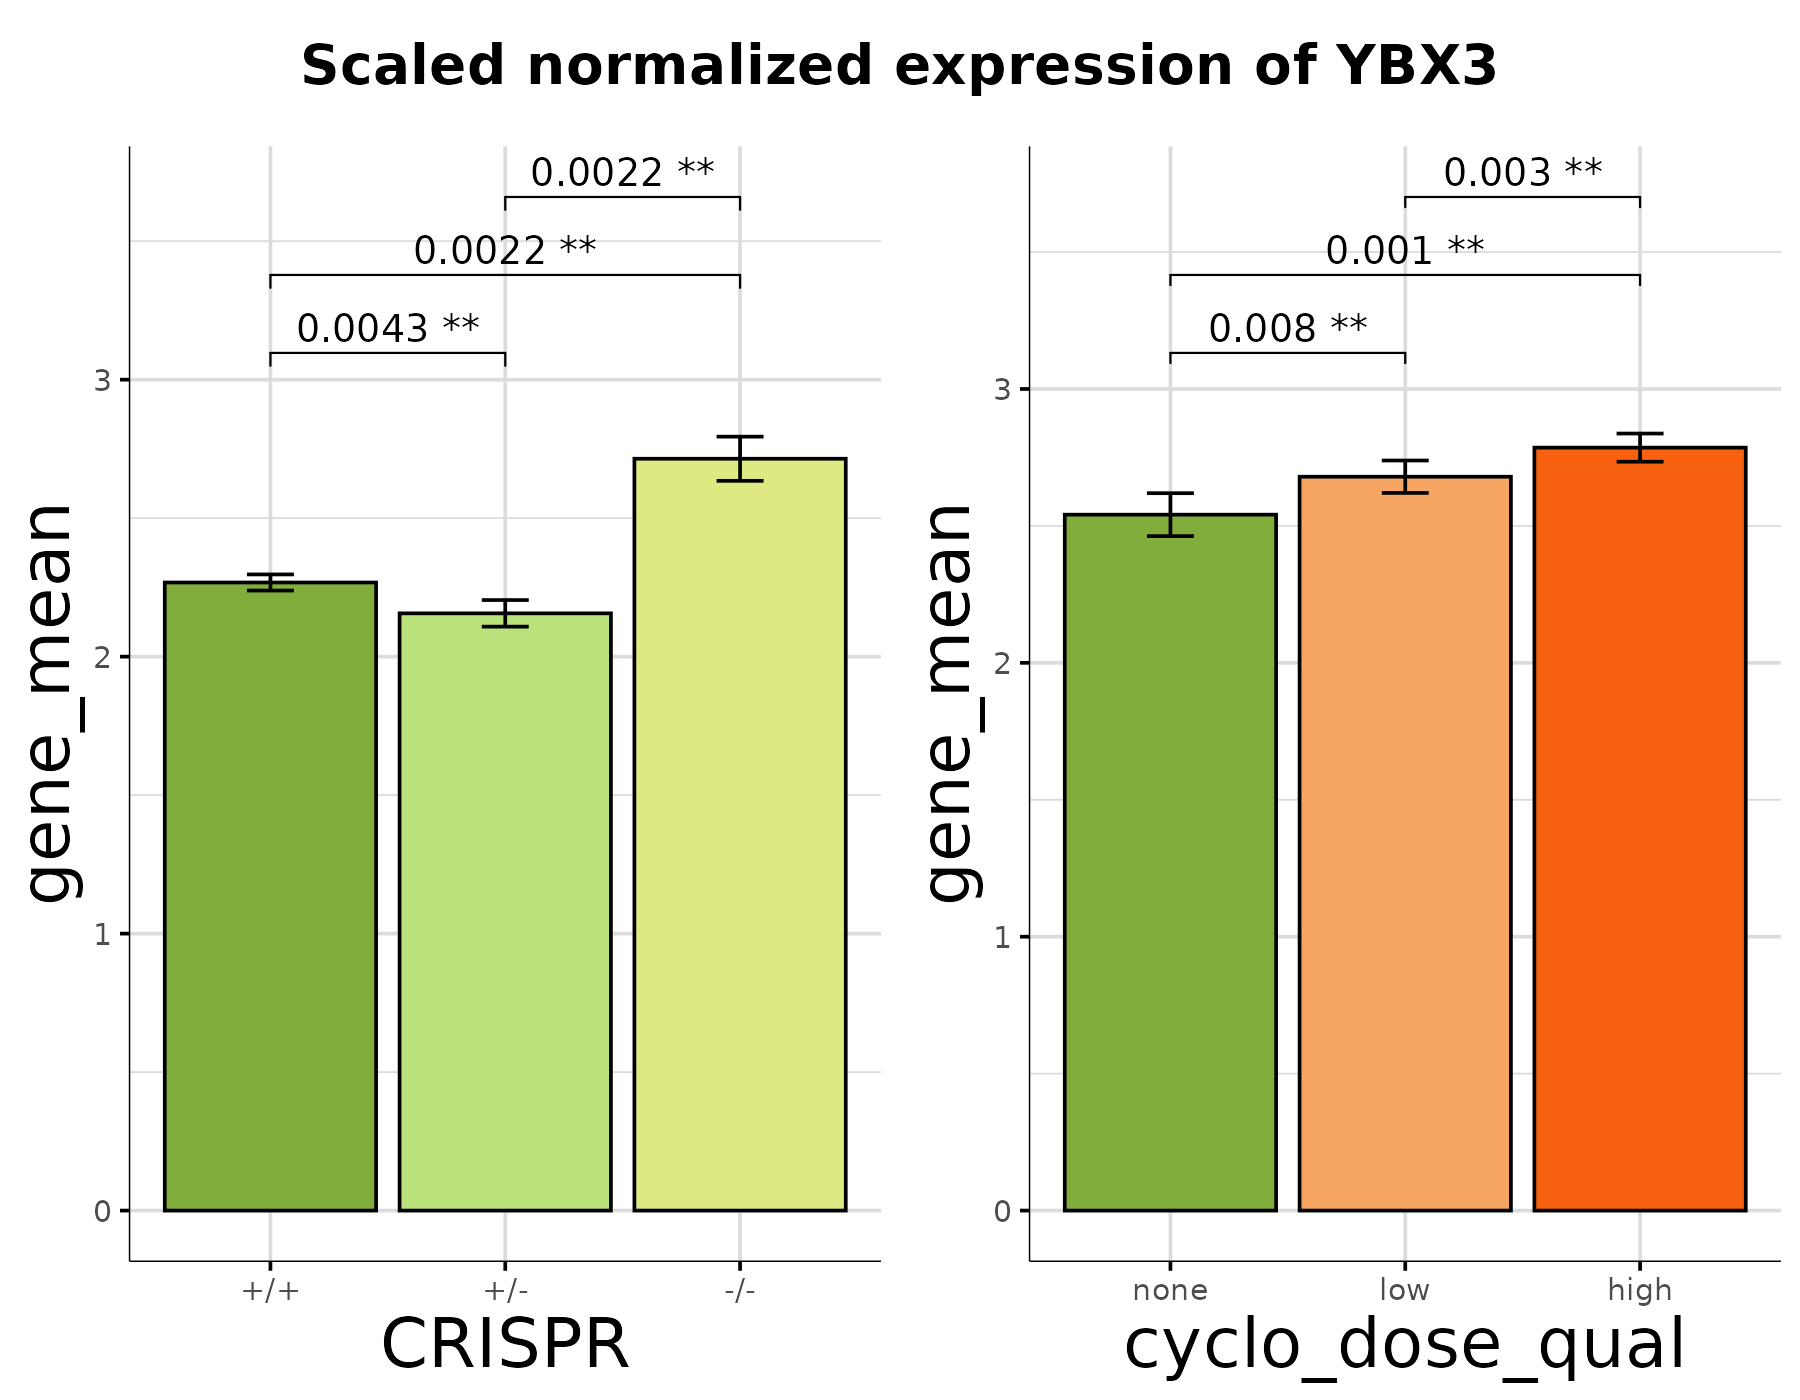 Scaled normalized expression of YBX3
gene_mean
3
2
1
0
0.0022 **
0.0022 **
0.0043 **
+/+ +/- -/-
CRISPR
gene_mean
3
2
1
0
0.003 **
0.001 **
0.008 **
none low high
cyclo_dose_qual